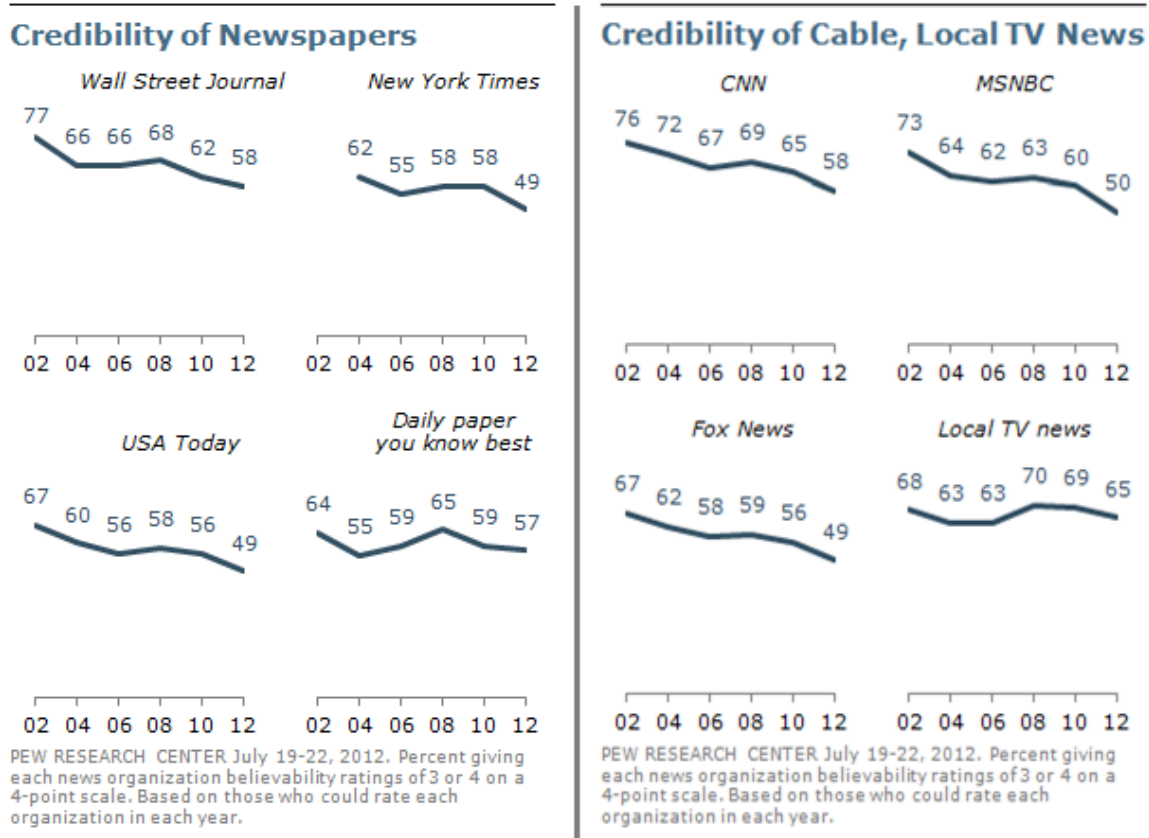 Credibility of Newspapers
Wall Street Journal
77 66 66 68 62 58
02 04 06 08 10 12
New York Times
62 55 58 58 49
02 04 06 08 10 12
USA Today
67 60 56 58 56 49
02 04 06 08 10 12
Daily paper
you know best
64 55 59 65 59 57
02 04 06 08 10 12
PEW RESEARCH CENTER July 19-22, 2012. Percent giving
each news organization believability ratings of 3 or 4 on a
4-point scale. Based on those who could rate each
organization in each year.
Credibility of Cable, Local TV News
CNN
76 72 67 69 65 58
02 04 06 08 10 12
MSNBC
73 64 62 63 60 50
02 04 06 08 10 12
Fox News
67 62 58 59 56 49
02 04 06 08 10 12
Local TV news
68 63 63 70 69 65
02 04 06 08 10 12
PEW RESEARCH CENTER July 19-22, 2012. Percent giving
each news organization believability ratings of 3 or 4 on a
4-point scale. Based on those who could rate each
organization in each year.